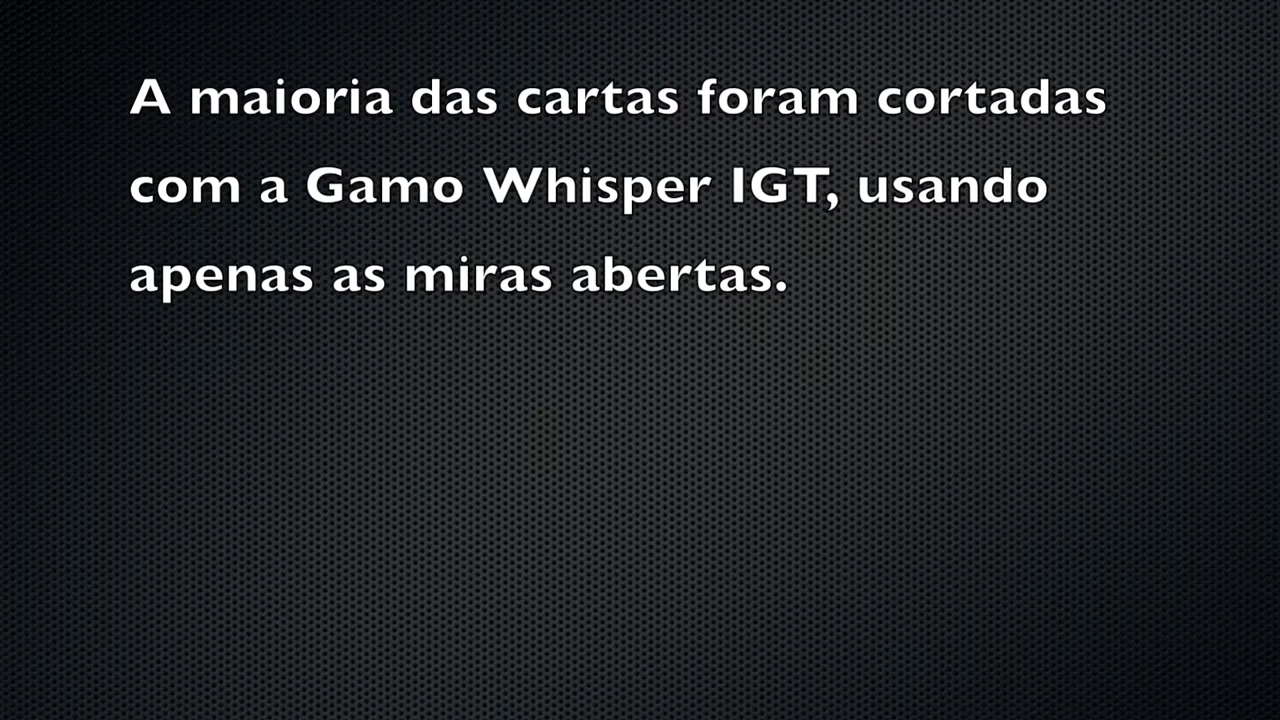 A maioria das cartas foram cortadas
com a Gamo Whisper IGT, usando
apenas as miras abertas.